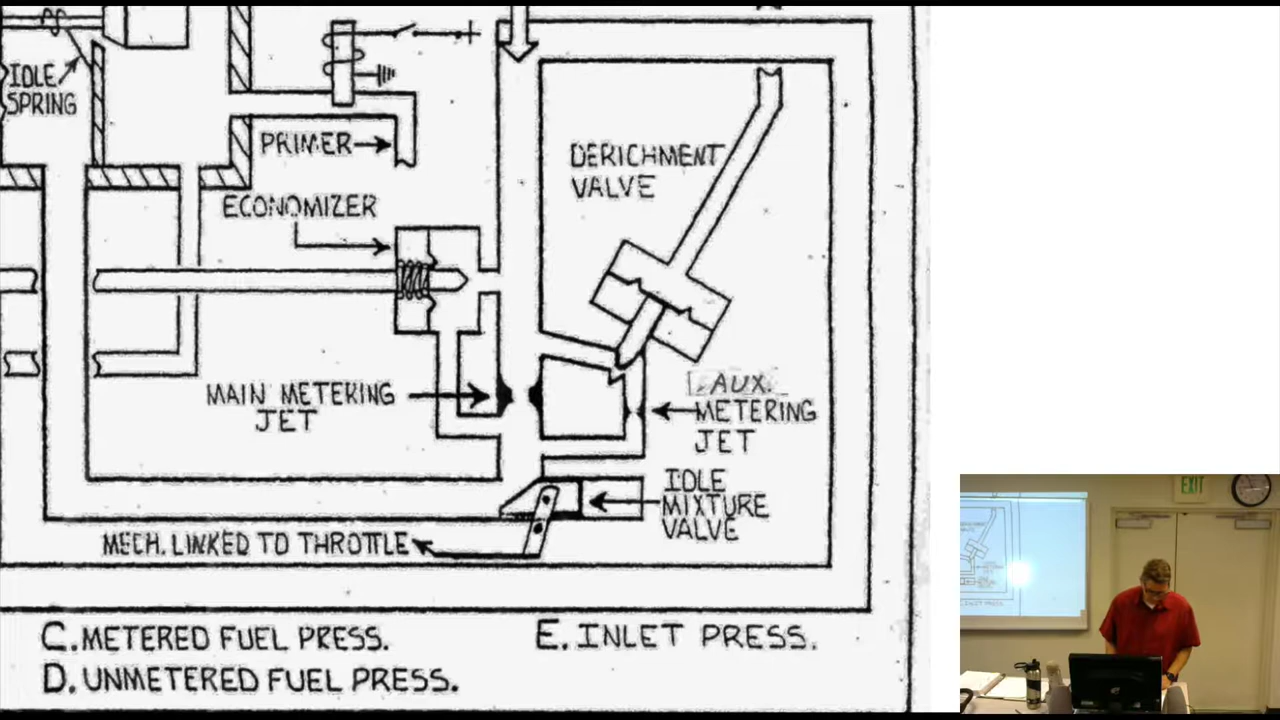 IDLE
SPRING
PRIMER
ECONOMIZER
DERICHMENT
VALVE
MAIN METERING
JET
AUX.
METERING
JET
IDLE
MIXTURE
VALVE
MECH. LINKED TO THROTTLE
C. METERED FUEL PRESS.
D. UNMETERED FUEL PRESS.
E. INLET PRESS.
EXIT